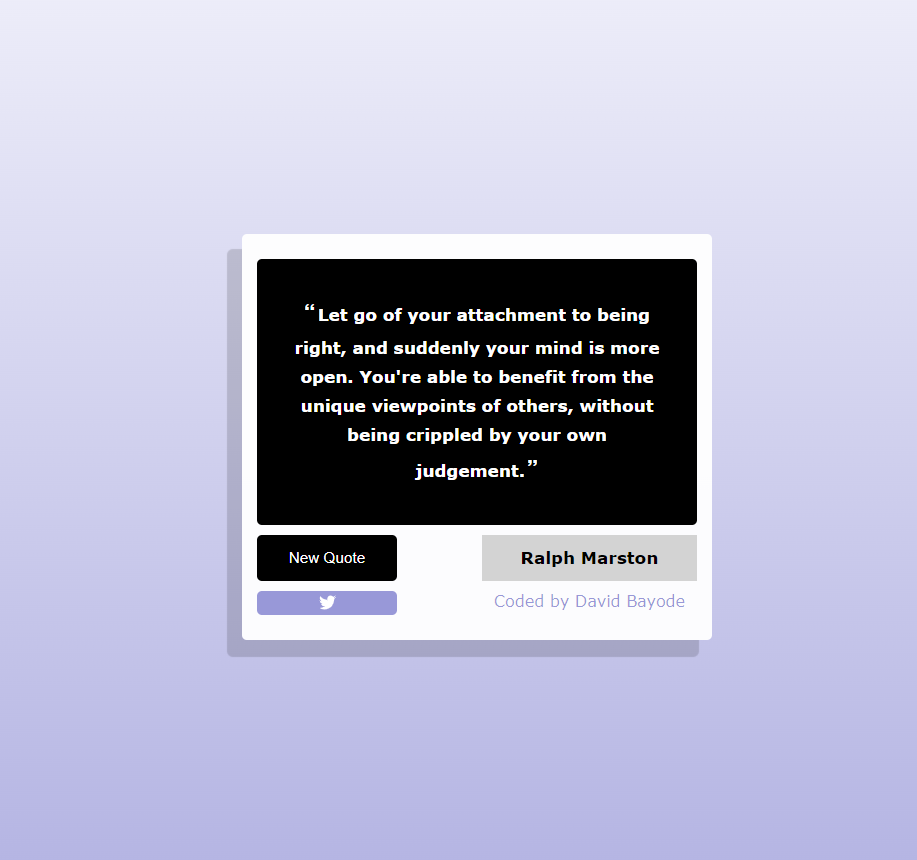 “Let go of your attachment to being
right, and suddenly your mind is more
open. You're able to benefit from the
unique viewpoints of others, without
being crippled by your own
judgement.”
New Quote
Ralph Marston
Coded by David Bayode